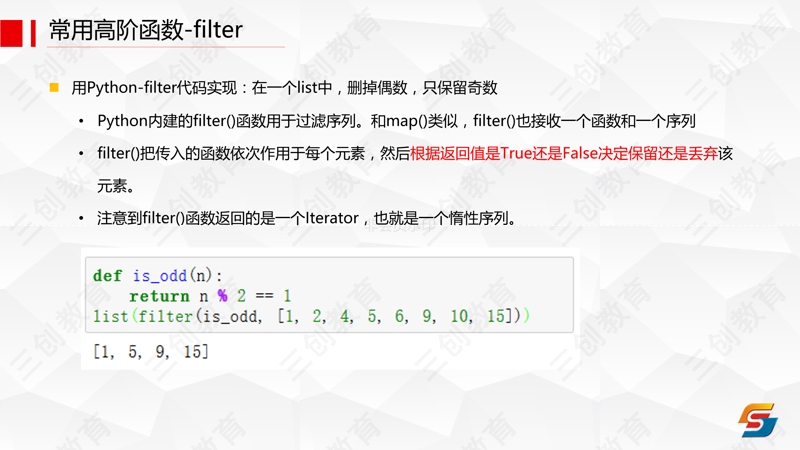 常用高阶函数-filter
用Python-filter代码实现：在一个list中，删掉偶数，只保留奇数
• Python内建的filter()函数用于过滤序列。和map()类似，filter()也接收一个函数和一个序列
• filter()把传入的函数依次作用于每个元素，然后根据返回值是True还是False决定保留还是丢弃该
元素。
• 注意到filter()函数返回的是一个Iterator，也就是一个惰性序列。
def is_odd(n):
    return n % 2 == 1
list(filter(is_odd, [1, 2, 4, 5, 6, 9, 10, 15]))
[1, 5, 9, 15]
三创教育